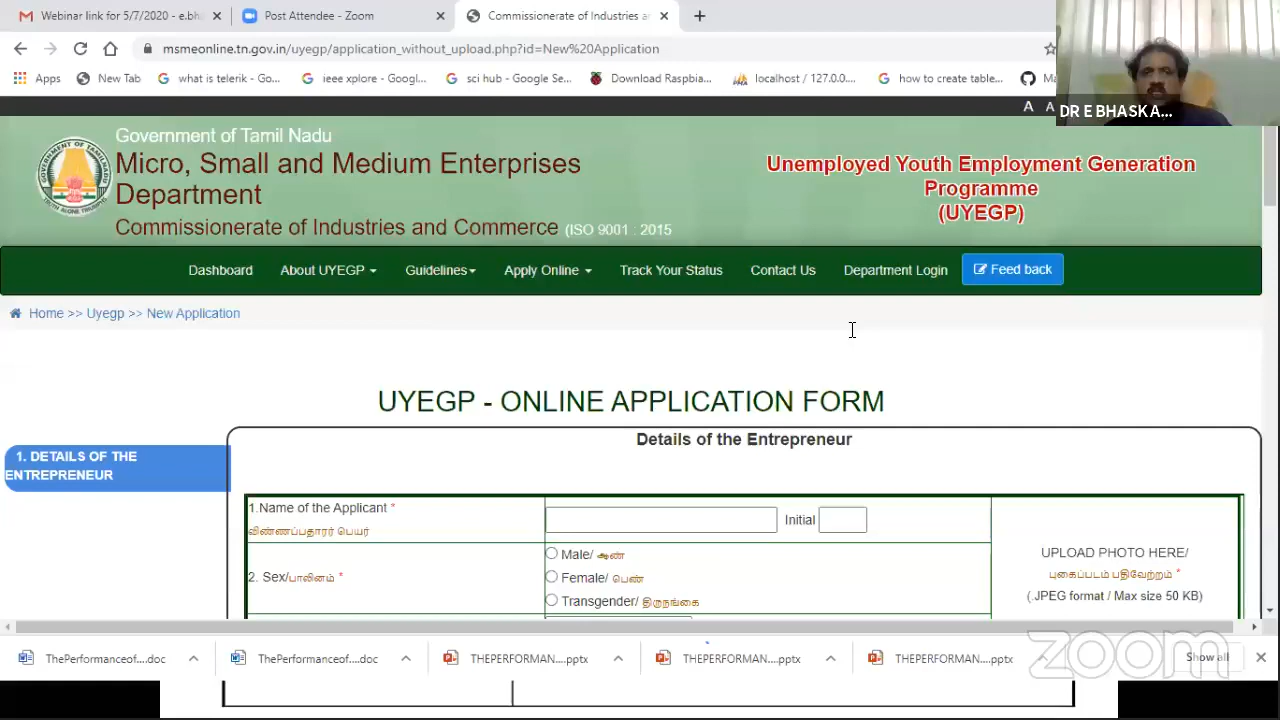 Webinar link for 5/7/2020 - e.bha
Post Attendee - Zoom
Commissionerate of Industries an
msmeonline.tn.gov.in/uyegp/application_without_upload.php?id=New%20Application
Apps
New Tab
what is telerik - Go...
ieee xplore - Googl...
sci hub - Google Se...
Download Raspbia...
localhost / 127.0.0....
how to create table...
DR E BHASK A...
A A
Government of Tamil Nadu
Micro, Small and Medium Enterprises
Department
Commissionerate of Industries and Commerce (ISO 9001 : 2015
Unemployed Youth Employment Generation
Programme
(UYEGP)
Dashboard
About UYEGP
Guidelines
Apply Online
Track Your Status
Contact Us
Department Login
Feed back
Home >> Uyegp >> New Application
UYEGP - ONLINE APPLICATION FORM
1. DETAILS OF THE
ENTREPRENEUR
Details of the Entrepreneur
1.Name of the Applicant *
விண்ணப்பதாரர் பெயர்
Initial
2. Sex/பாலினம் *
Male/ ஆண்
Female/ பெண்
Transgender/ திருநங்கை
UPLOAD PHOTO HERE/
புகைப்படம் பதிவேற்றம் *
(.JPEG format / Max size 50 KB)
ThePerformanceof....doc
ThePerformanceof....doc
THEPERFORMAN....pptx
THEPERFORMAN....pptx
THEPERFORMAN....pptx
Show all
zoom